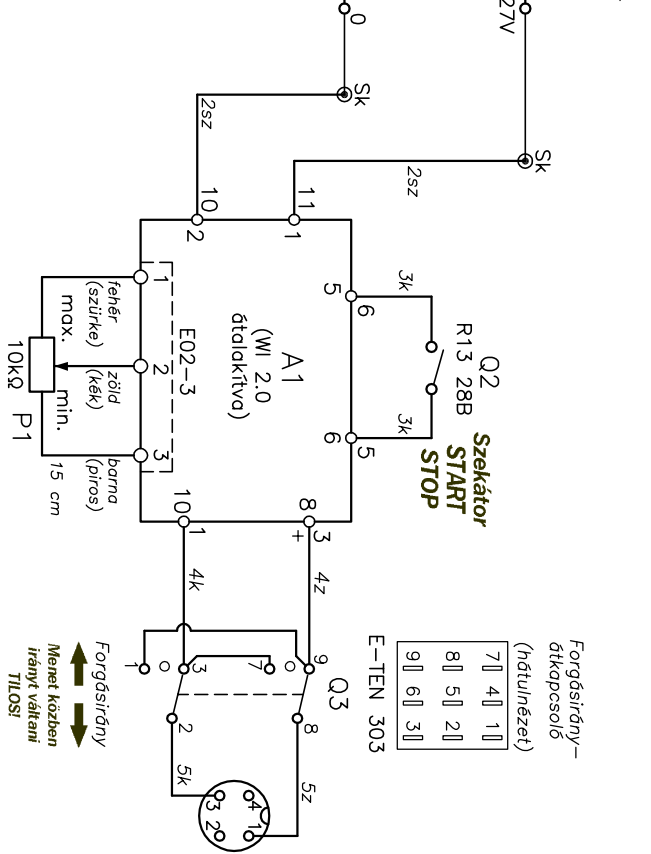 27V
0
Sk
Sk
2sz
2sz
10
11
2
1
1
2
3
E02-3
A1
(WI 2.0
átalakítva)
5
6
6
5
3k
3k
Q2
R13 28B
Szekátor
START
STOP
fehér
(szürke)
zöld
(kék)
barna
(piros)
max.
min.
10kΩ
P1
15 cm
10
1
8
3
+
4k
4z
1
3
7
9
Q3
2
8
5k
5z
3
4
2
1
E-TEN 303
7 4 1
8 5 2
9 6 3
Forgásirány-
átkapcsoló
(hátulnézet)
Forgásirány
Menet közben
irányt váltani
TILOS!